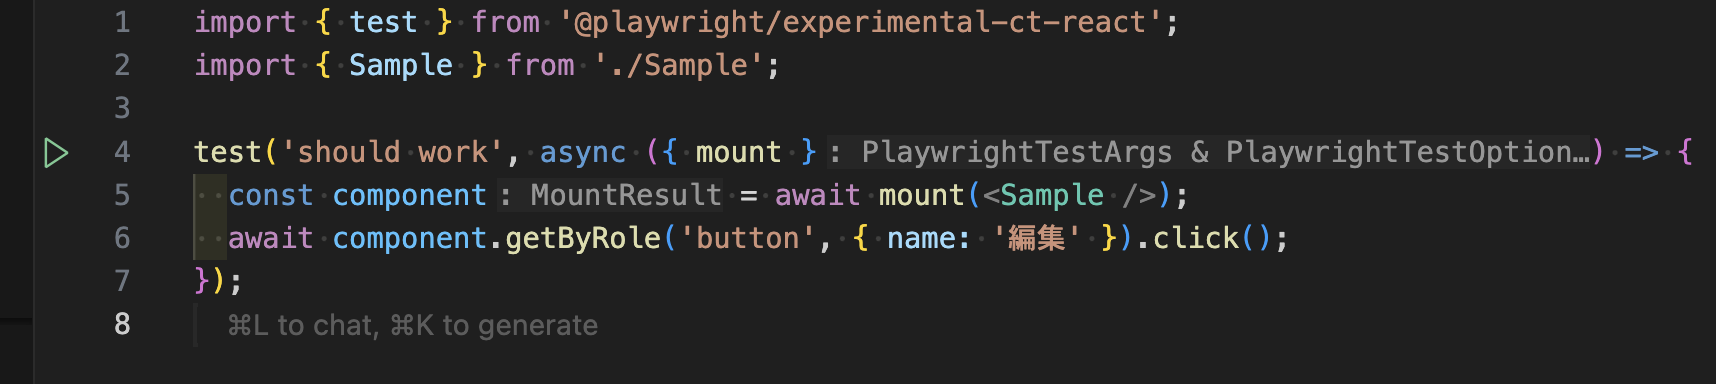 1 import { test } from '@playwright/experimental-ct-react';
2 import { Sample } from './Sample';
3
4 test('should work', async ({ mount }: PlaywrightTestArgs & PlaywrightTestOption…) => {
5 const component: MountResult = await mount(<Sample />);
6 await component.getByRole('button', { name: '編集' }).click();
7 });
8 ⌘L to chat, ⌘K to generate